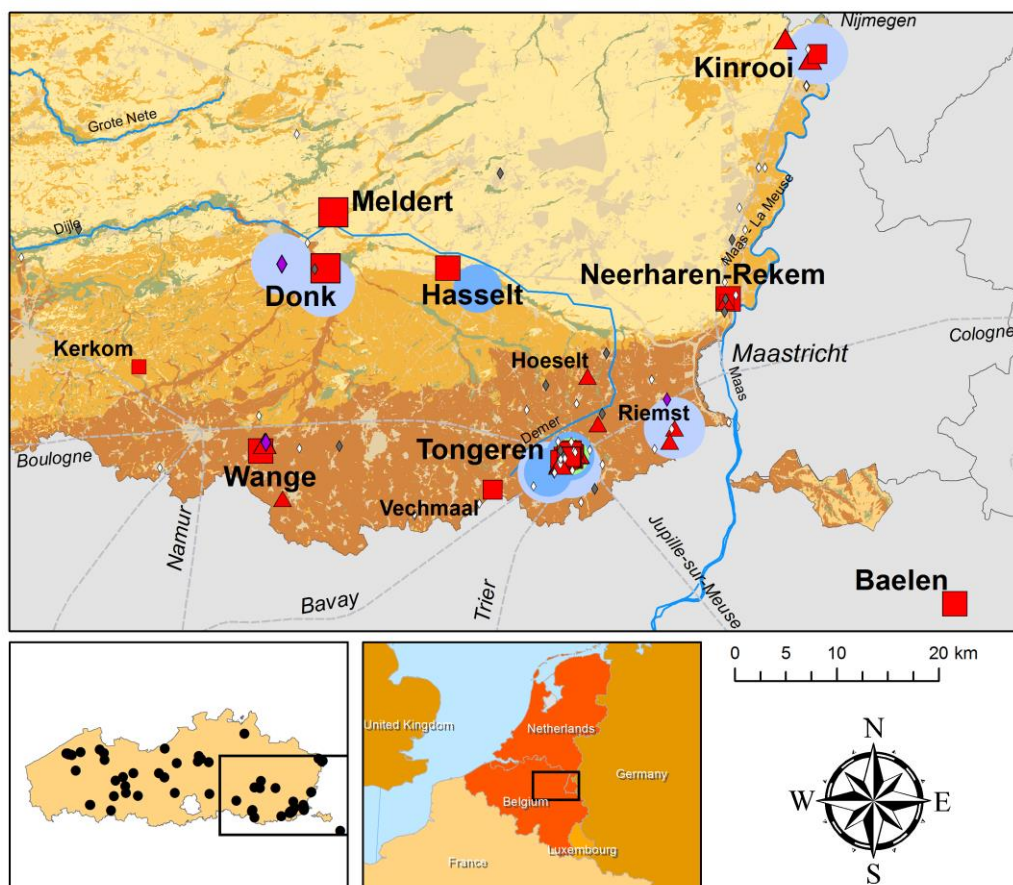 Nijmegen
Kinrooi
Grote Nete
Meldert
Dijle
Maas - La Meuse
Donk
Hasselt
Neerharen-Rekem
Kerkom
Hoeselt
Maastricht
Cologne
Maas
Riemst
Demer
Tongeren
Boulogne
Wange
Vechmaal
Namur
Jupille-sur-Meuse
Bavay
Trier
Baelen
0 5 10 20 km
United Kingdom
Netherlands
Germany
Belgium
Luxembourg
France
N
W
E
S